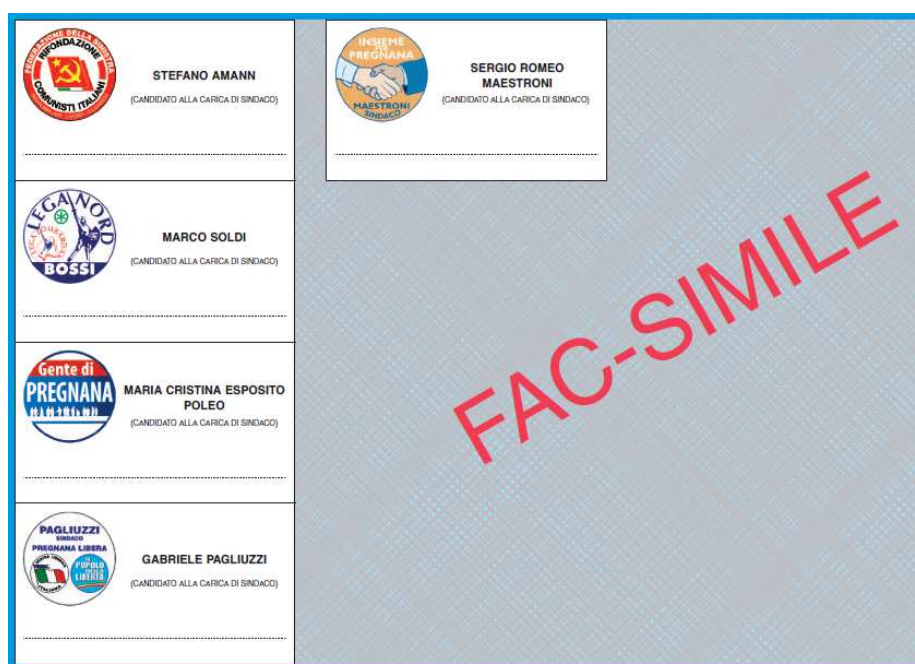 FEDERAZIONE DELLA SINISTRA
RIFONDAZIONE
COMUNISTI ITALIANI
STEFANO AMANN
(CANDIDATO ALLA CARICA DI SINDACO)
LEGA NORD
LEGA LOMBARDA
BOSSI
MARCO SOLDI
(CANDIDATO ALLA CARICA DI SINDACO)
Gente di
PREGNANA
MARIA CRISTINA ESPOSITO
POLEO
(CANDIDATO ALLA CARICA DI SINDACO)
PAGLIUZZI
SINDACO
PREGNANA LIBERA
IL
POPOLO
DELLA
LIBERTÀ
GABRIELE PAGLIUZZI
(CANDIDATO ALLA CARICA DI SINDACO)
INSIEME
PER
PREGNANA
MAESTRONI
SINDACO
SERGIO ROMEO
MAESTRONI
(CANDIDATO ALLA CARICA DI SINDACO)
FAC-SIMILE